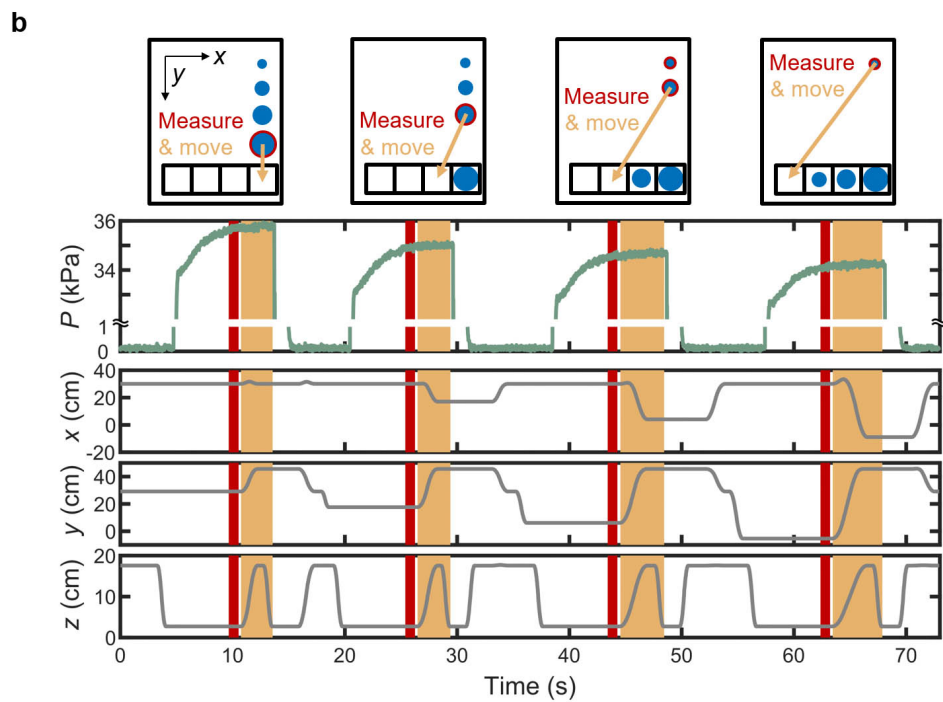 b
x
y
Measure
& move
Measure
& move
Measure
& move
Measure
& move
P (kPa)
36
34
1
0
x (cm)
40
20
0
-20
y (cm)
40
20
0
z (cm)
20
10
0
0 10 20 30 40 50 60 70
Time (s)